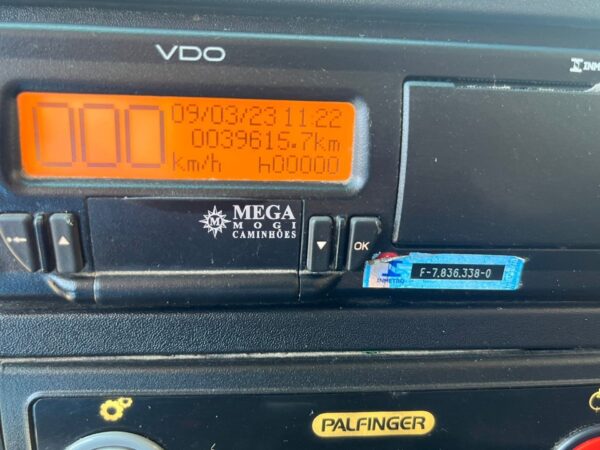 VDO
INM
000
09/03/23 11:22
0039615.7km
km/h h00000
MEGA
MOGI
CAMINHÕES
OK
INMETRO
F-7.836.338-0
PALFINGER